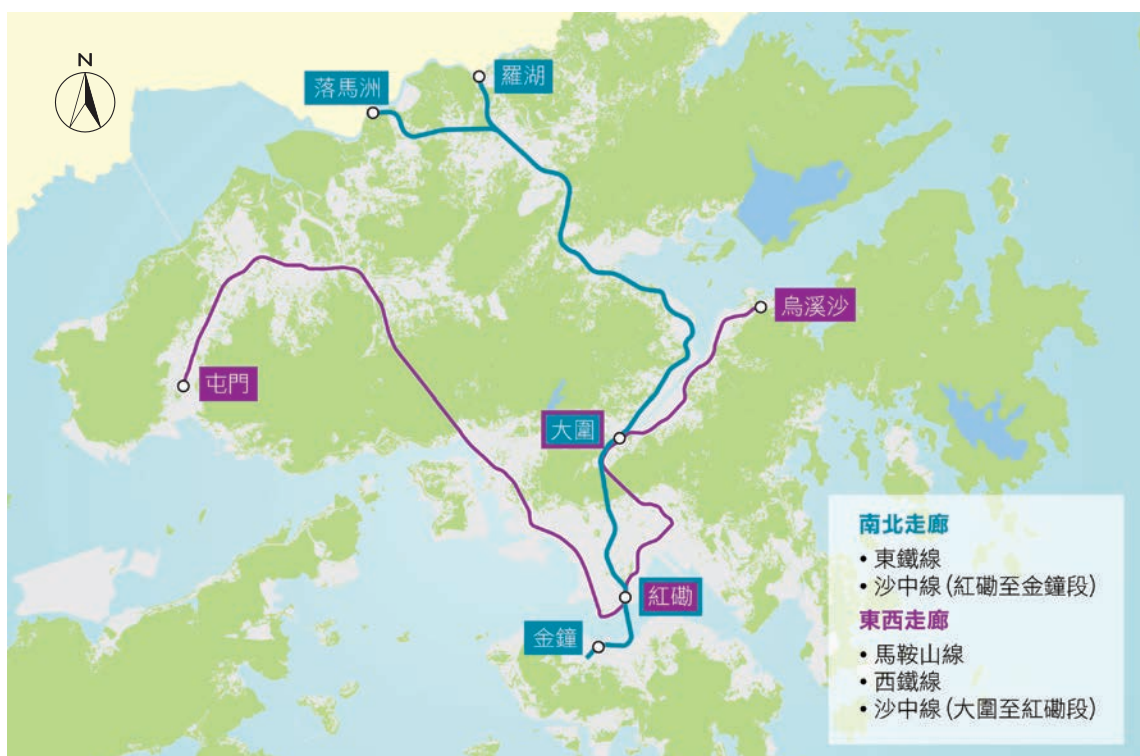 N
羅湖
落馬洲
烏溪沙
屯門
大圍
紅磡
金鐘
南北走廊
• 東鐵線
• 沙中線 (紅磡至金鐘段)
東西走廊
• 馬鞍山線
• 西鐵線
• 沙中線 (大圍至紅磡段)